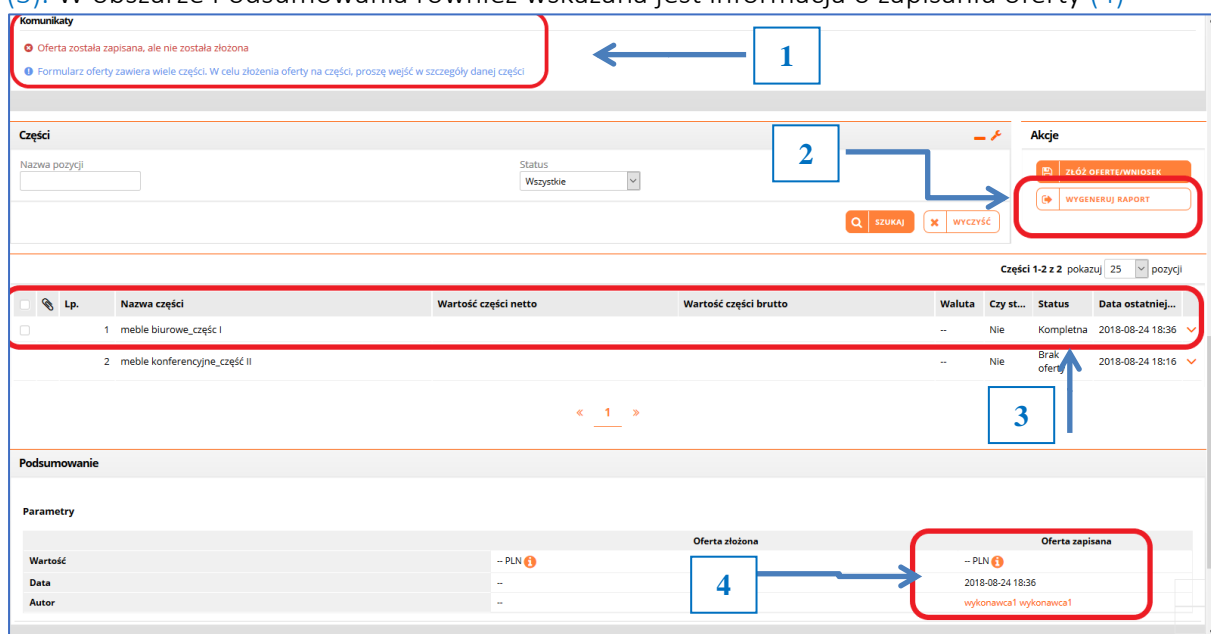 (3). W obszarze Podsumowania również wskazana jest informacja o zapisaniu oferty (4)
Komunikaty
Oferta została zapisana, ale nie została złożona
Formularz oferty zawiera wiele części. W celu złożenia oferty na części, proszę wejść w szczegóły danej części
1
Części
Akcje
2
Nazwa pozycji
Status
Wszystkie
ZŁÓŻ OFERTE/WNIOSEK
WYGENERUJ RAPORT
SZUKAJ
WYCZYŚĆ
Części 1-2 z 2 pokazuj 25 pozycji
Lp. Nazwa części Wartość części netto Wartość części brutto Waluta Czy st... Status Data ostatniej...
1 meble biurowe_częśc I -- Nie Kompletna 2018-08-24 18:36
2 meble konferencyjne_część II -- Nie Brak oferty 2018-08-24 18:16
« 1 »
3
Podsumowanie
Parametry
Oferta złożona Oferta zapisana
Wartość -- PLN -- PLN
Data -- 2018-08-24 18:36
Autor -- wykonawca1 wykonawca1
4